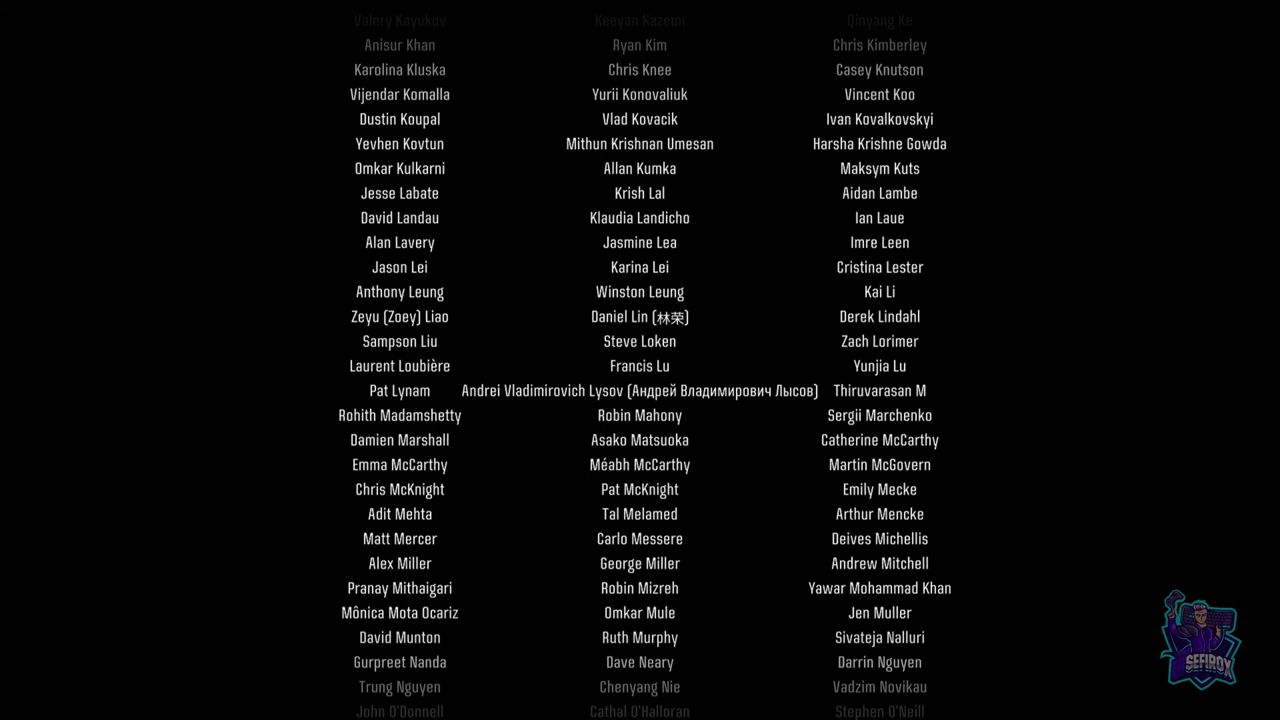 Valery Kayukov Keeyan Kazemi Qinyang Ke
Anisur Khan Ryan Kim Chris Kimberley
Karolina Kluska Chris Knee Casey Knutson
Vijendar Komalla Yurii Konovaliuk Vincent Koo
Dustin Koupal Vlad Kovacik Ivan Kovalkovskyi
Yevhen Kovtun Mithun Krishnan Umesan Harsha Krishne Gowda
Omkar Kulkarni Allan Kumka Maksym Kuts
Jesse Labate Krish Lal Aidan Lambe
David Landau Klaudia Landicho Ian Laue
Alan Lavery Jasmine Lea Imre Leen
Jason Lei Karina Lei Cristina Lester
Anthony Leung Winston Leung Kai Li
Zeyu (Zoey) Liao Daniel Lin (林荣) Derek Lindahl
Sampson Liu Steve Loken Zach Lorimer
Laurent Loubière Francis Lu Yunjia Lu
Pat Lynam Andrei Vladimirovich Lysov (Андрей Владимирович Лысов) Thiruvarasan M
Rohith Madamshetty Robin Mahony Sergii Marchenko
Damien Marshall Asako Matsuoka Catherine McCarthy
Emma McCarthy Méabh McCarthy Martin McGovern
Chris McKnight Pat McKnight Emily Mecke
Adit Mehta Tal Melamed Arthur Mencke
Matt Mercer Carlo Messere Deives Michellis
Alex Miller George Miller Andrew Mitchell
Pranay Mithaigari Robin Mizreh Yawar Mohammad Khan
Mônica Mota Ocariz Omkar Mule Jen Muller
David Munton Ruth Murphy Sivateja Nalluri
Gurpreet Nanda Dave Neary Darrin Nguyen
Trung Nguyen Chenyang Nie Vadzim Novikau
John O'Donnell Cathal O'Halloran Stephen O'Neill
SEFIROX